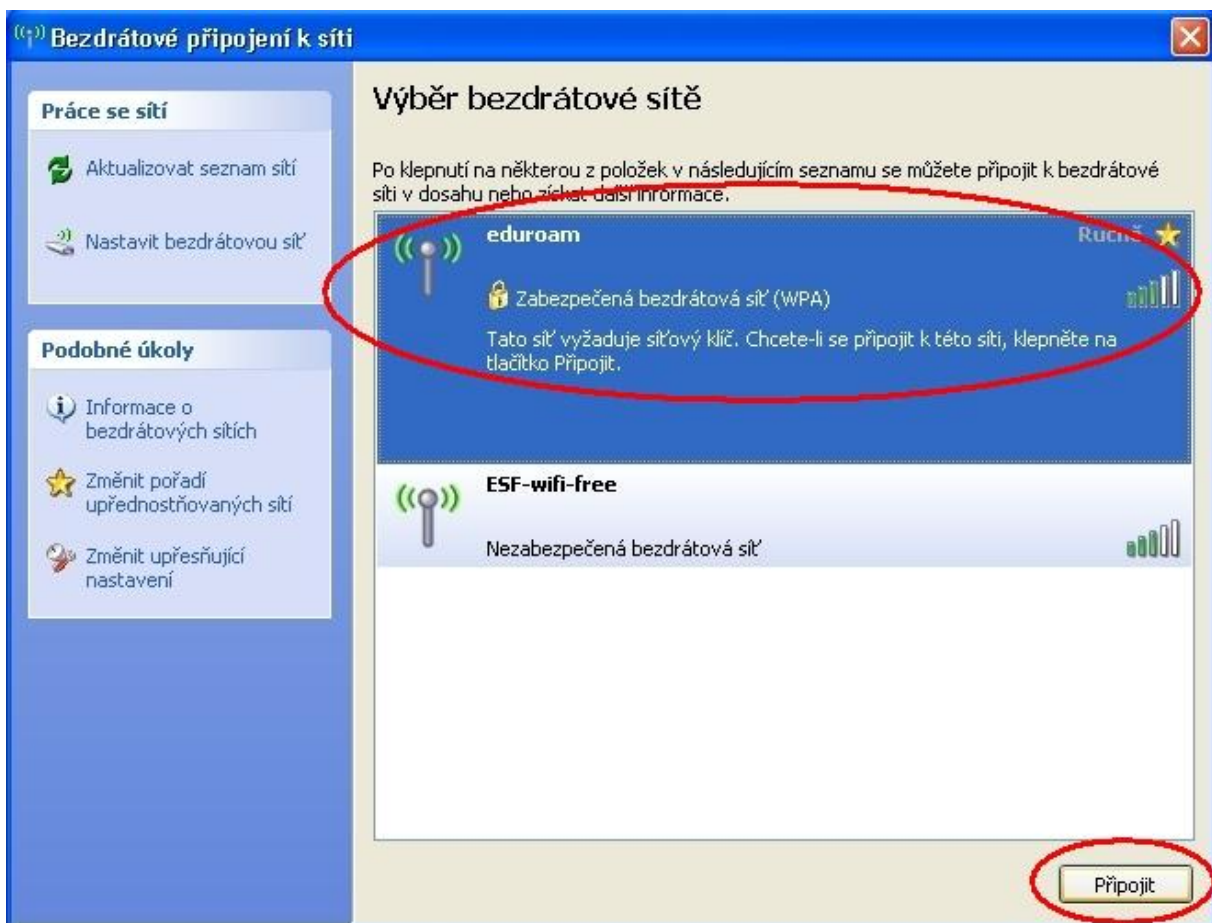 Bezdrátové připojení k síti
Práce se sítí
Aktualizovat seznam sítí
Nastavit bezdrátovou síť
Podobné úkoly
Informace o
bezdrátových sítích
Změnit pořadí
upřednostňovaných sítí
Změnit upřesňující
nastavení
Výběr bezdrátové sítě
Po klepnutí na některou z položek v následujícím seznamu se můžete připojit k bezdrátové
síti v dosahu nebo získat další informace.
eduroam
Ručně
Zabezpečená bezdrátová síť (WPA)
Tato síť vyžaduje síťový klíč. Chcete-li se připojit k této síti, klepněte na
tlačítko Připojit.
ESF-wifi-free
Nezabezpečená bezdrátová síť
Připojit